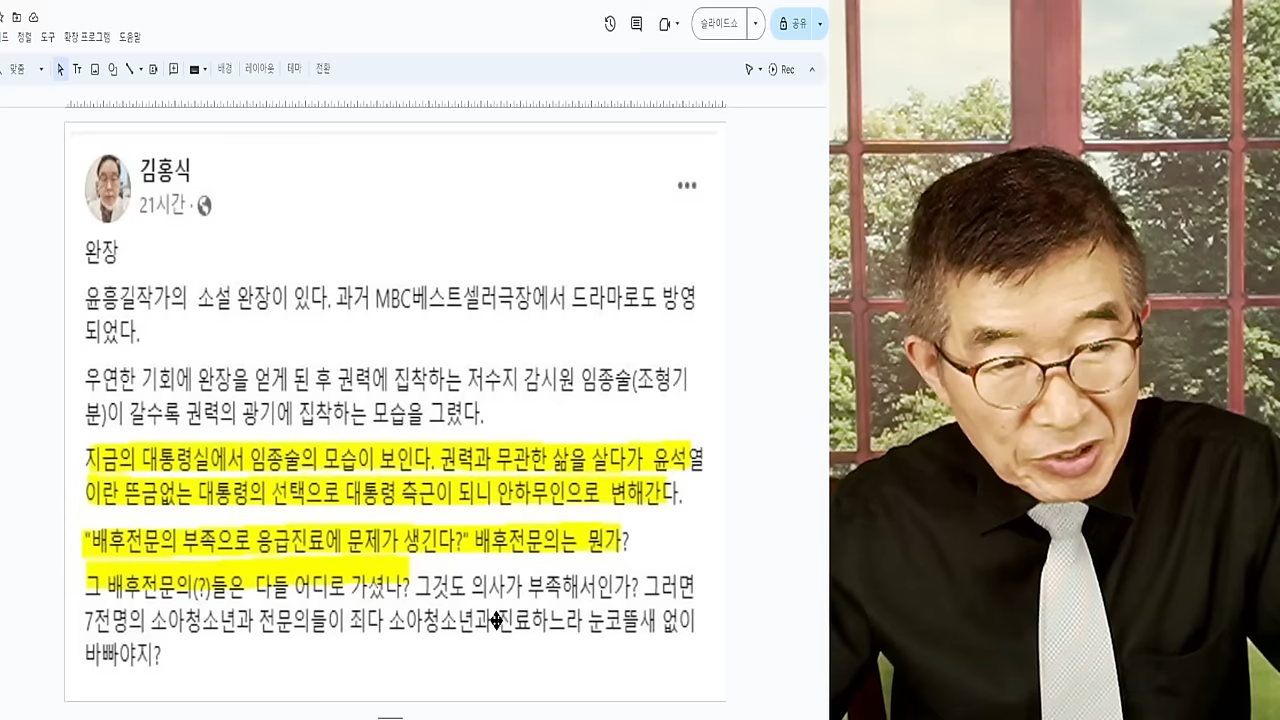 정렬 도구 확장 프로그램 도움말
슬라이드쇼
공유
맞춤
배경 레이아웃 테마 전환
Rec
김홍식
21시간 ·
완장
윤흥길작가의 소설 완장이 있다. 과거 MBC베스트셀러극장에서 드라마로도 방영
되었다.
우연한 기회에 완장을 얻게 된 후 권력에 집착하는 저수지 감시원 임종술(조형기
분)이 갈수록 권력의 광기에 집착하는 모습을 그렸다.
지금의 대통령실에서 임종술의 모습이 보인다. 권력과 무관한 삶을 살다가 윤석열
이란 뜬금없는 대통령의 선택으로 대통령 측근이 되니 안하무인으로 변해간다.
"배후전문의 부족으로 응급진료에 문제가 생긴다?" 배후전문의는 뭔가?
그 배후전문의(?)들은 다들 어디로 가셨나? 그것도 의사가 부족해서인가? 그러면
7전명의 소아청소년과 전문의들이 죄다 소아청소년과 진료하느라 눈코뜰새 없이
바빠야지?